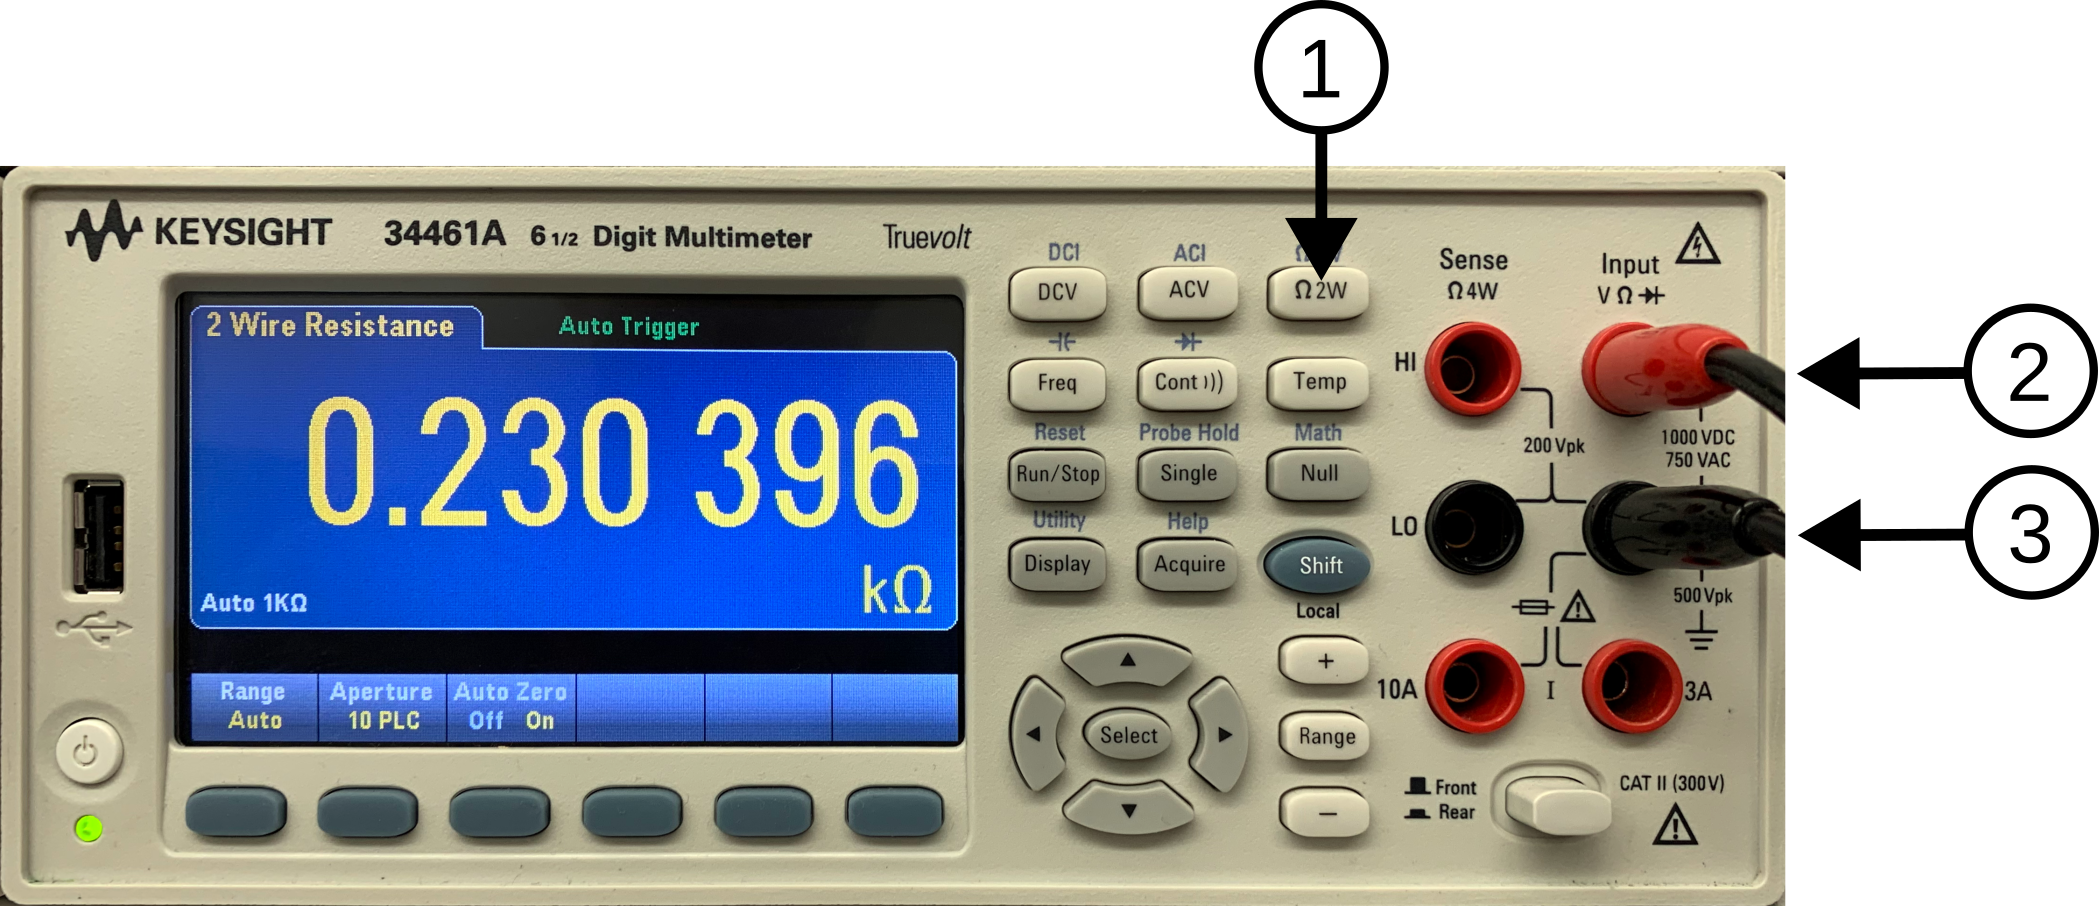 1
KEYSIGHT 34461A 6 1/2 Digit Multimeter Truevolt
2 Wire Resistance Auto Trigger
0.230 396
kΩ
Auto 1KΩ
Range Aperture Auto Zero
Auto 10 PLC Off On
DCI ACI
DCV ACV Ω2W
Freq Cont Temp
Reset Probe Hold Math
Run/Stop Single Null
Utility Help
Display Acquire Shift
Local
+
Select Range
−
Sense Input
Ω4W VΩ
HI
2
200 Vpk 1000 VDC
750 VAC
LO
3
500 Vpk
10A I 3A
Front CAT II (300 V)
Rear